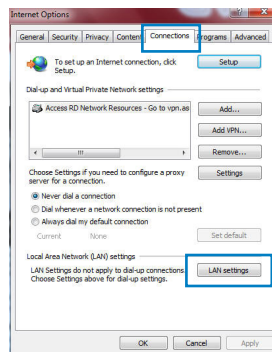 Internet Options
General Security Privacy Content Connections Programs Advanced
To set up an Internet connection, click Setup.
Setup
Dial-up and Virtual Private Network settings
Access RD Network Resources - Go to vpn.as
Add...
Add VPN...
Remove...
Choose Settings if you need to configure a proxy server for a connection.
Settings
Never dial a connection
Dial whenever a network connection is not present
Always dial my default connection
Current None
Set default
Local Area Network (LAN) settings
LAN Settings do not apply to dial-up connections.
Choose Settings above for dial-up settings.
LAN settings
OK Cancel Apply